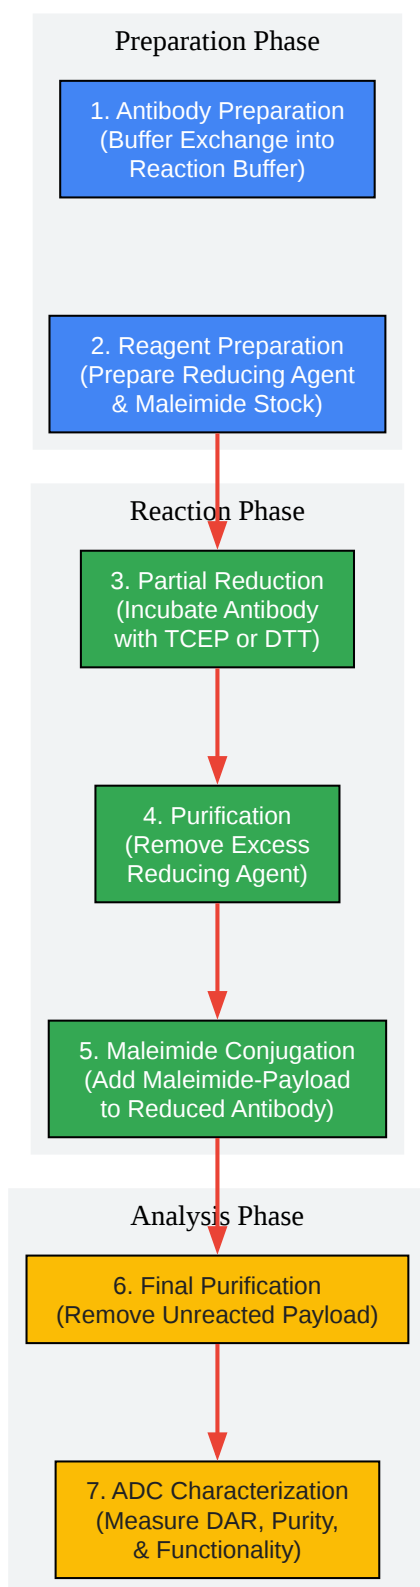 Preparation Phase
1. Antibody Preparation
(Buffer Exchange into
Reaction Buffer)
2. Reagent Preparation
(Prepare Reducing Agent
& Maleimide Stock)
Reaction Phase
3. Partial Reduction
(Incubate Antibody
with TCEP or DTT)
4. Purification
(Remove Excess
Reducing Agent)
5. Maleimide Conjugation
(Add Maleimide-Payload
to Reduced Antibody)
Analysis Phase
6. Final Purification
(Remove Unreacted Payload)
7. ADC Characterization
(Measure DAR, Purity,
& Functionality)